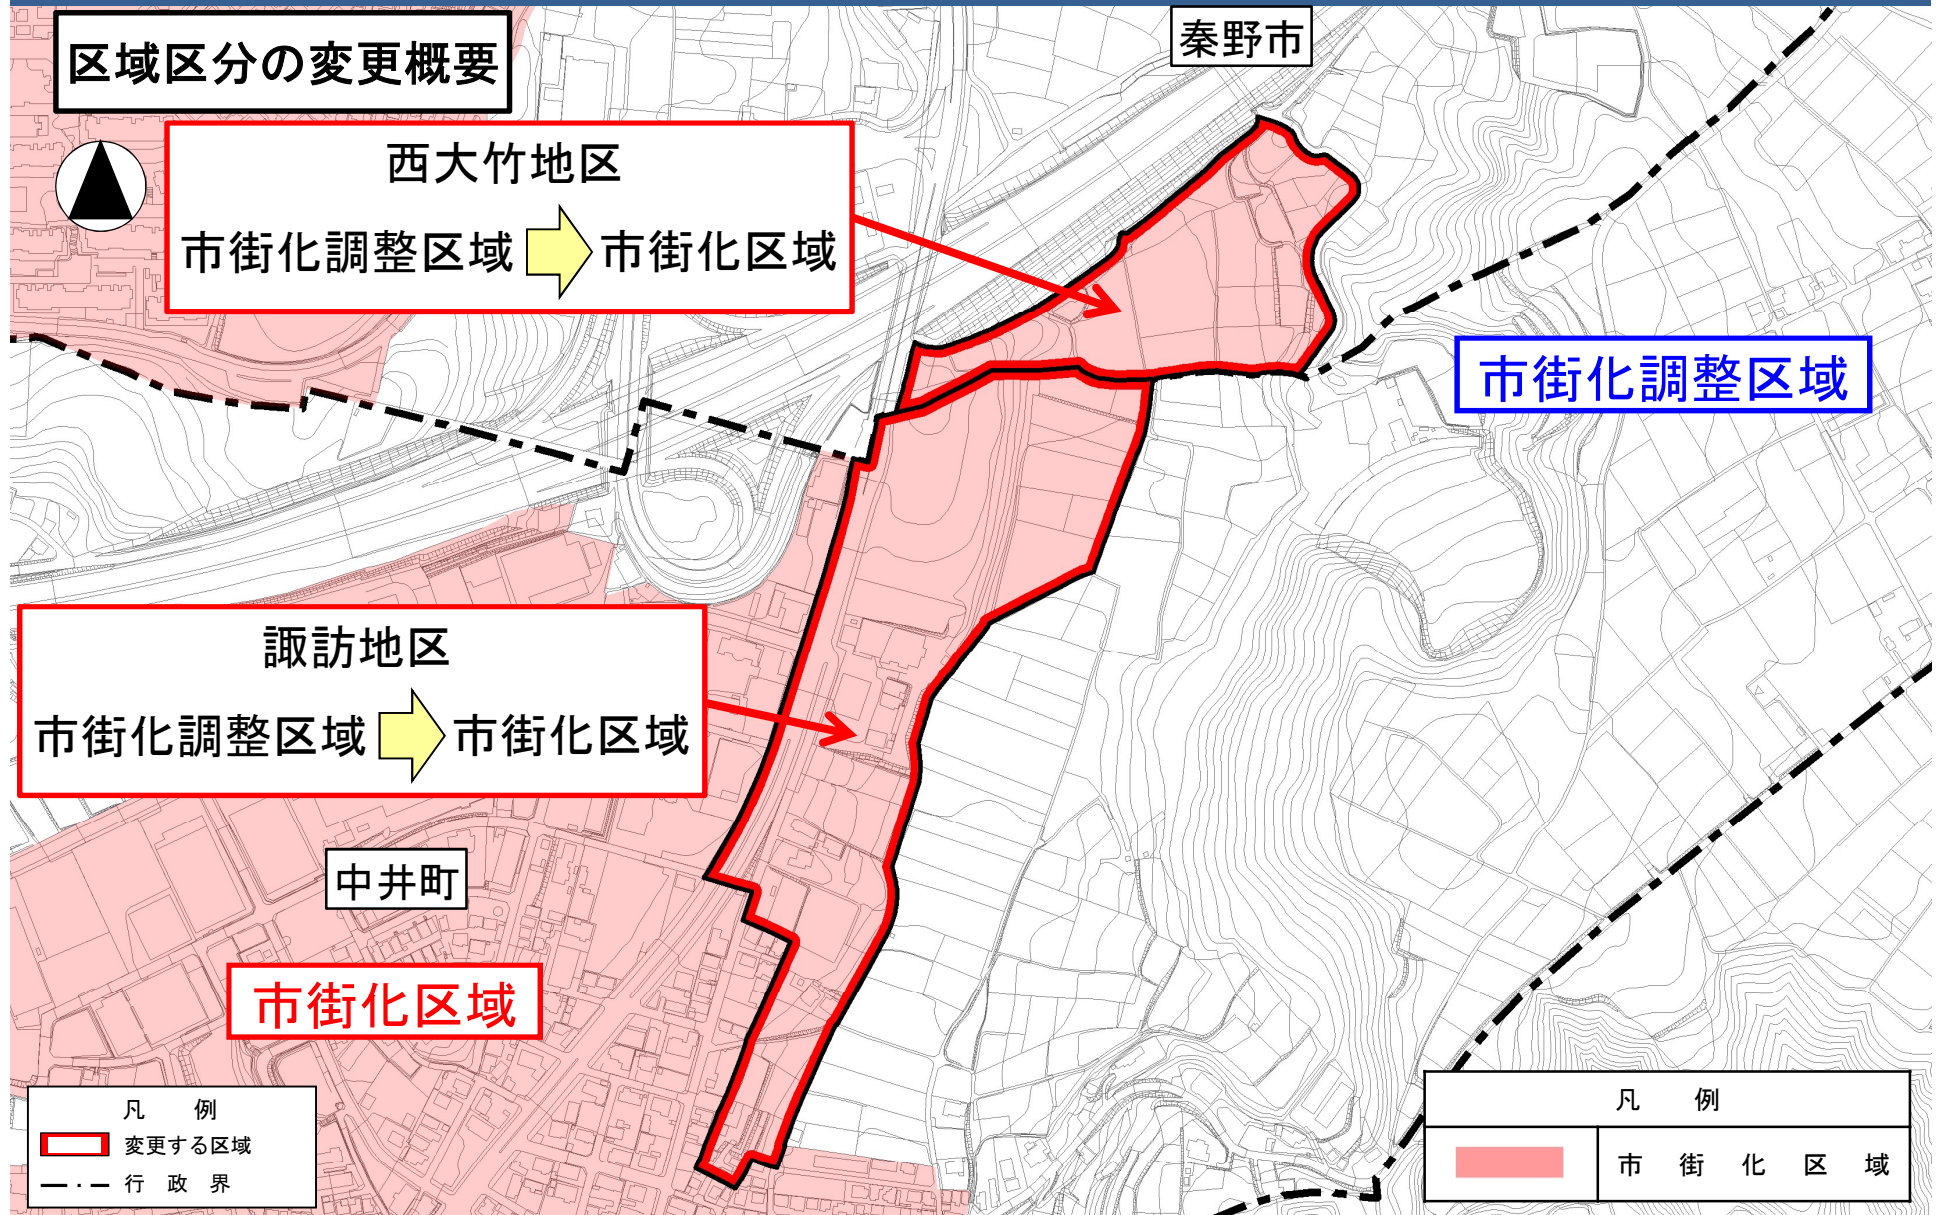 区域区分の変更概要
秦野市
西大竹地区
市街化調整区域 市街化区域
市街化調整区域
諏訪地区
市街化調整区域 市街化区域
中井町
市街化区域
凡 例
変更する区域
行 政 界
凡 例
市 街 化 区 域